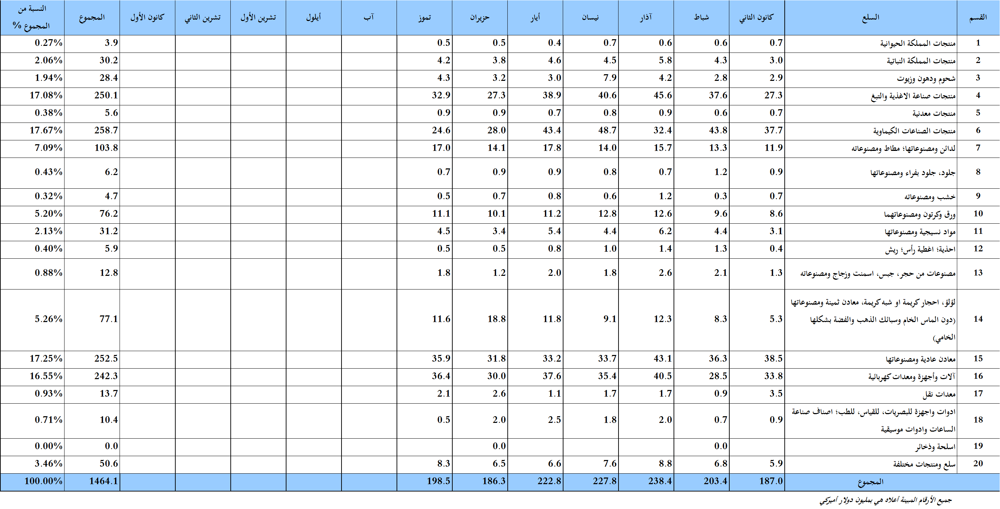 القسم السلع كانون الثاني شباط آذار نيسان أيار حزيران تموز آب أيلول تشرين الأول تشرين الثاني كانون الأول المجموع النسبة من
المجموع %
1 منتجات المملكة الحيوانية 0.7 0.6 0.6 0.7 0.4 0.5 0.5 3.9 0.27%
2 منتجات المملكة النباتية 3.0 4.3 5.8 4.5 4.6 3.8 4.2 30.2 2.06%
3 شحوم ودهون وزيوت 2.9 2.8 4.2 7.9 3.0 3.2 4.3 28.4 1.94%
4 منتجات صناعة الاغذية والتبغ 27.3 37.6 45.6 40.6 38.9 27.3 32.9 250.1 17.08%
5 منتجات معدنية 0.7 0.6 0.9 0.8 0.7 0.9 0.9 5.6 0.38%
6 منتجات الصناعات الكيماوية 37.7 43.8 32.4 48.7 43.4 28.0 24.6 258.7 17.67%
7 لدائن ومصنوعاتها؛ مطاط ومصنوعاته 11.9 13.3 15.7 14.0 17.8 14.1 17.0 103.8 7.09%
8 جلود، جلود بفراء ومصنوعاتها 0.9 1.2 0.7 0.8 0.9 0.9 0.7 6.2 0.43%
9 خشب ومصنوعاته 0.7 0.3 1.2 0.6 0.8 0.7 0.5 4.7 0.32%
10 ورق وكرتون ومصنوعاتهما 8.6 9.6 12.6 12.8 11.2 10.1 11.1 76.2 5.20%
11 مواد نسيجية ومصنوعاتها 3.1 4.4 6.2 4.4 5.4 3.4 4.5 31.2 2.13%
12 احذية؛ اغطية رأس؛ ريش 0.4 1.3 1.4 1.0 0.8 0.5 0.5 5.9 0.40%
13 مصنوعات من حجر، جبس، اسمنت وزجاج ومصنوعاته 1.3 2.1 2.6 1.8 2.0 1.2 1.8 12.8 0.88%
لؤلؤ، احجار كريمة او شبه كريمة، معادن ثمينة ومصنوعاتها
14 (دون الماس الخام وسبائك الذهب والفضة بشكلها 5.3 8.3 12.3 9.1 11.8 18.8 11.6 77.1 5.26%
الخامي)
15 معادن عادية ومصنوعاتها 38.5 36.3 43.1 33.7 33.2 31.8 35.9 252.5 17.25%
16 آلات وأجهزة ومعدات كهربائية 33.8 28.5 40.5 35.4 37.6 30.0 36.4 242.3 16.55%
17 معدات نقل 3.5 0.9 1.7 1.7 1.1 2.6 2.1 13.7 0.93%
18 ادوات واجهزة للبصريات، للقياس، للطب؛ اصناف صناعة 0.9 0.7 2.0 1.8 2.5 2.0 0.5 10.4 0.71%
الساعات وادوات موسيقية
19 اسلحة وذخائر 0.0 0.0 0.0 0.00%
20 سلع ومنتجات مختلفة 5.9 6.8 8.8 7.6 6.6 6.5 8.3 50.6 3.46%
المجموع 187.0 203.4 238.4 227.8 222.8 186.3 198.5 1464.1 100.00%
جميع الأرقام المبينة أعلاه هي بمليون دولار أميركي